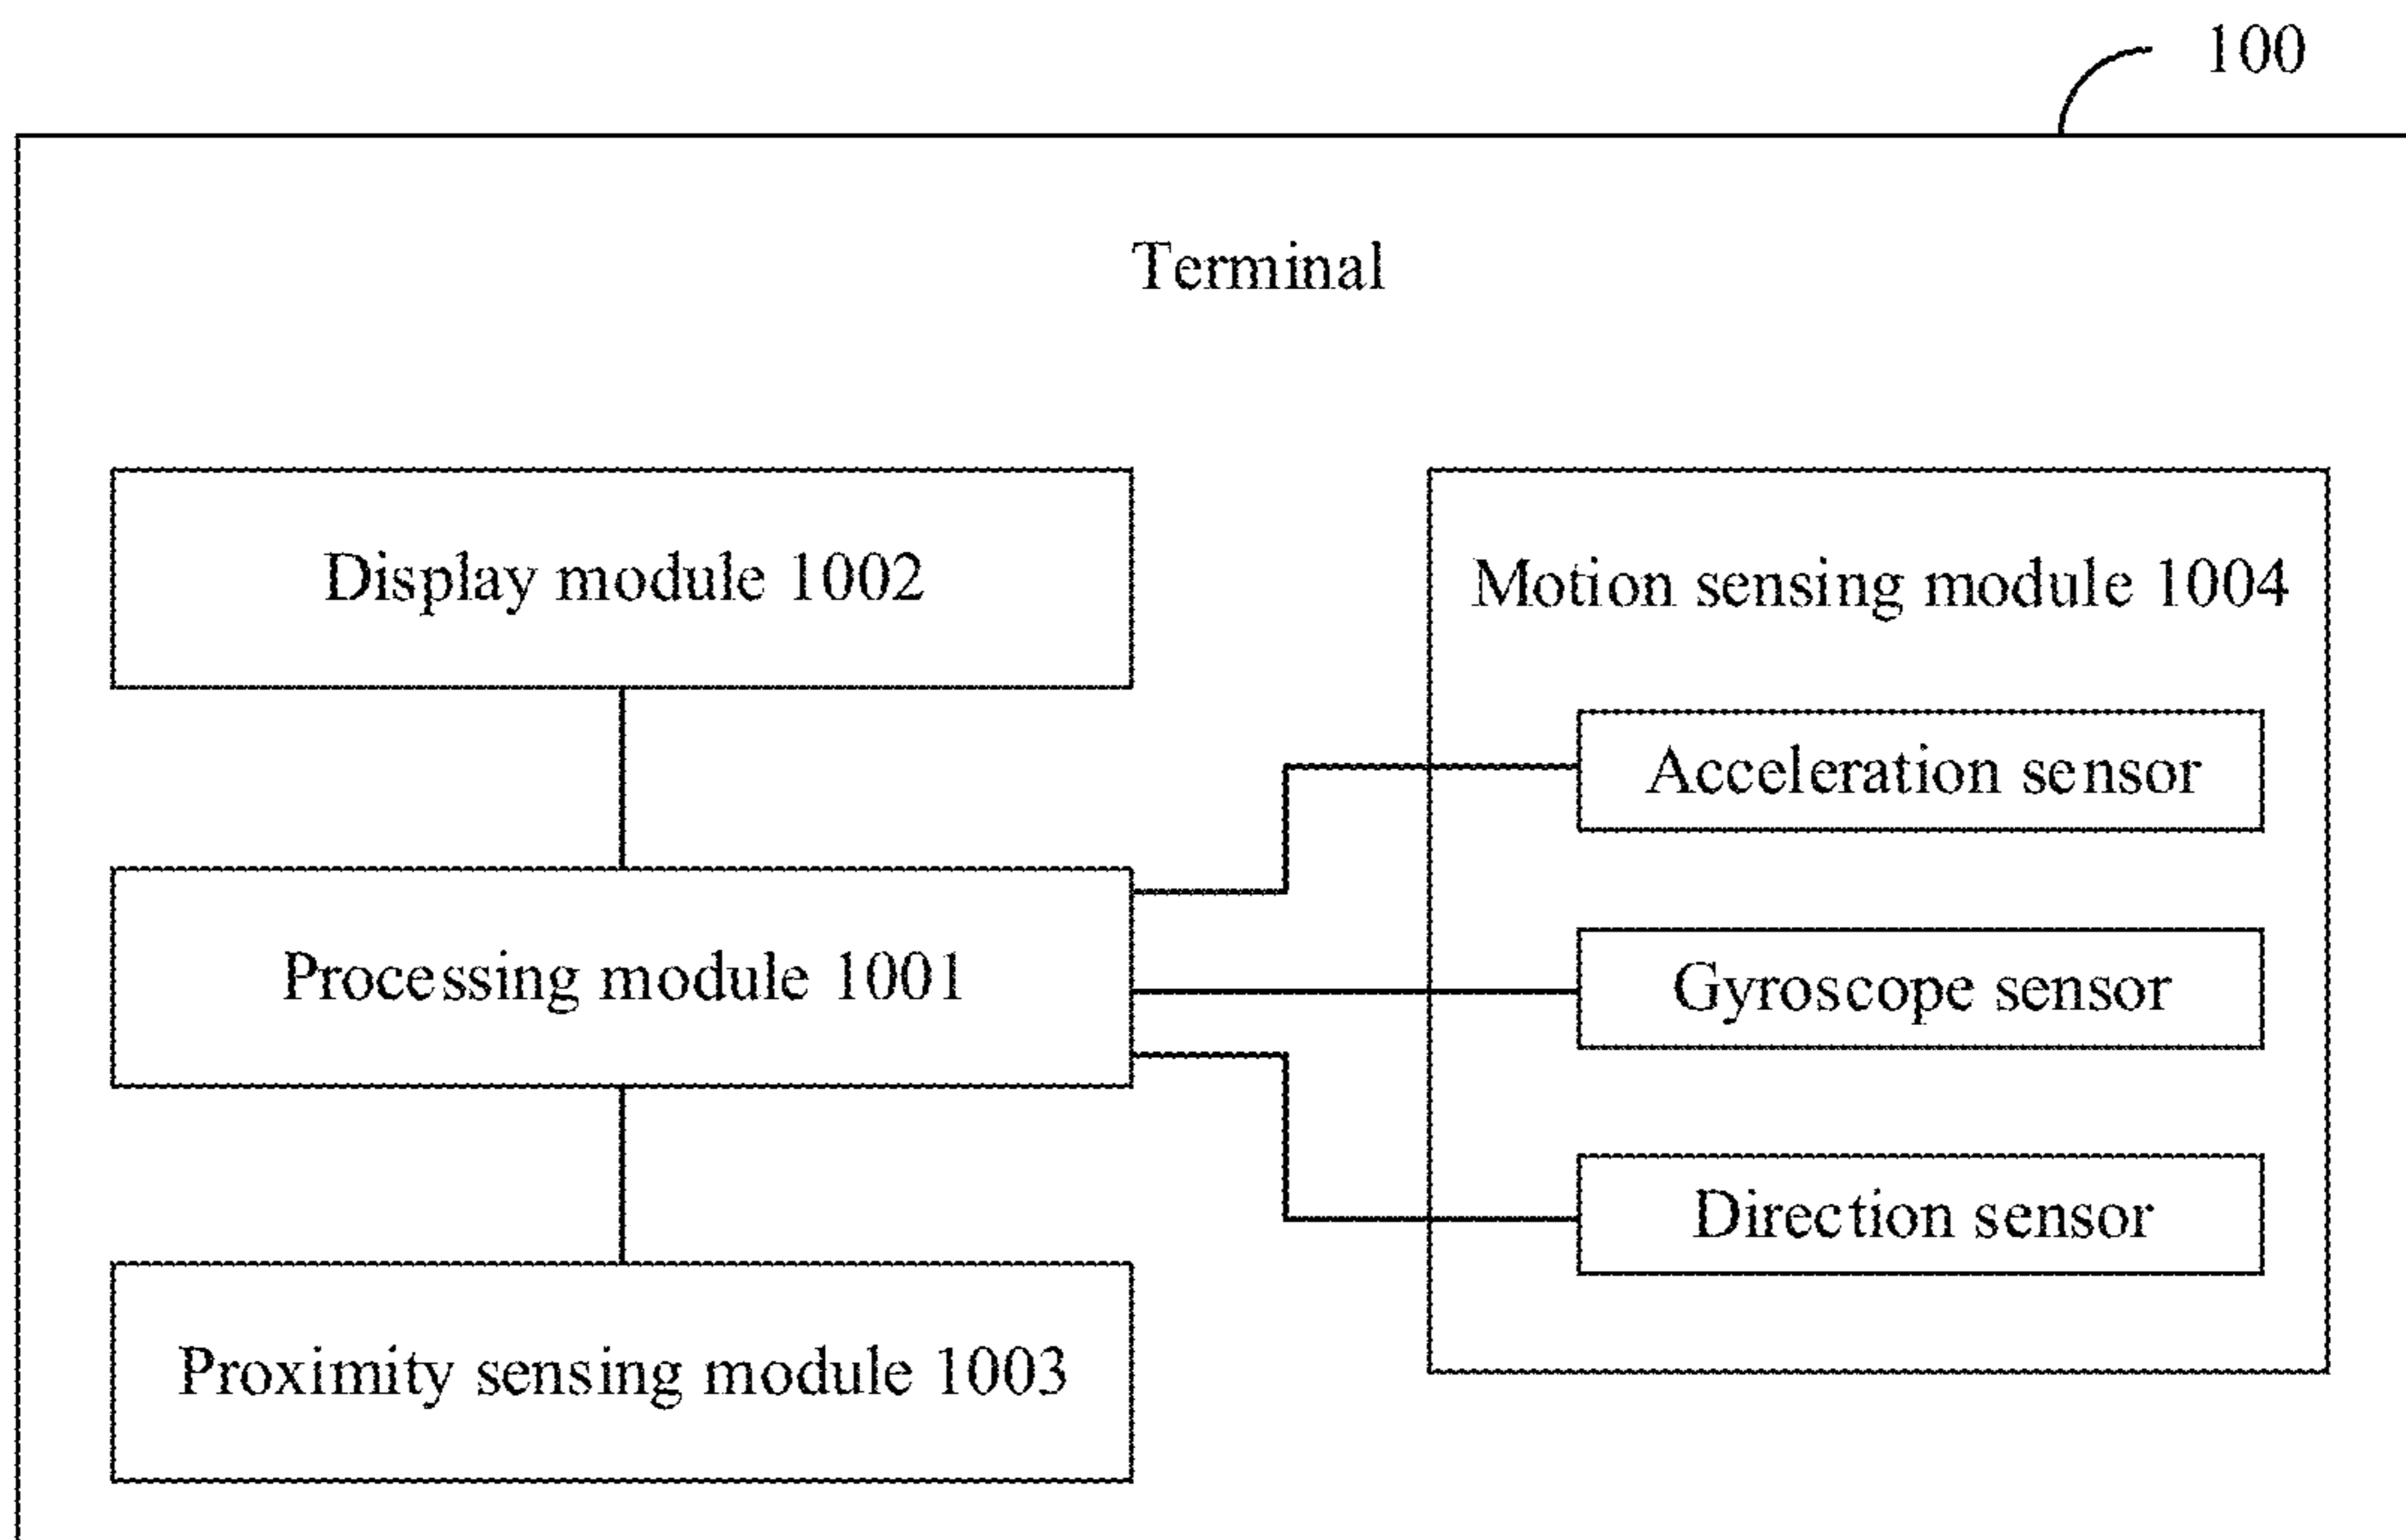 100
Terminal
Display module 1002
Processing module 1001
Proximity sensing module 1003
Motion sensing module 1004
Acceleration sensor
Gyroscope sensor
Direction sensor